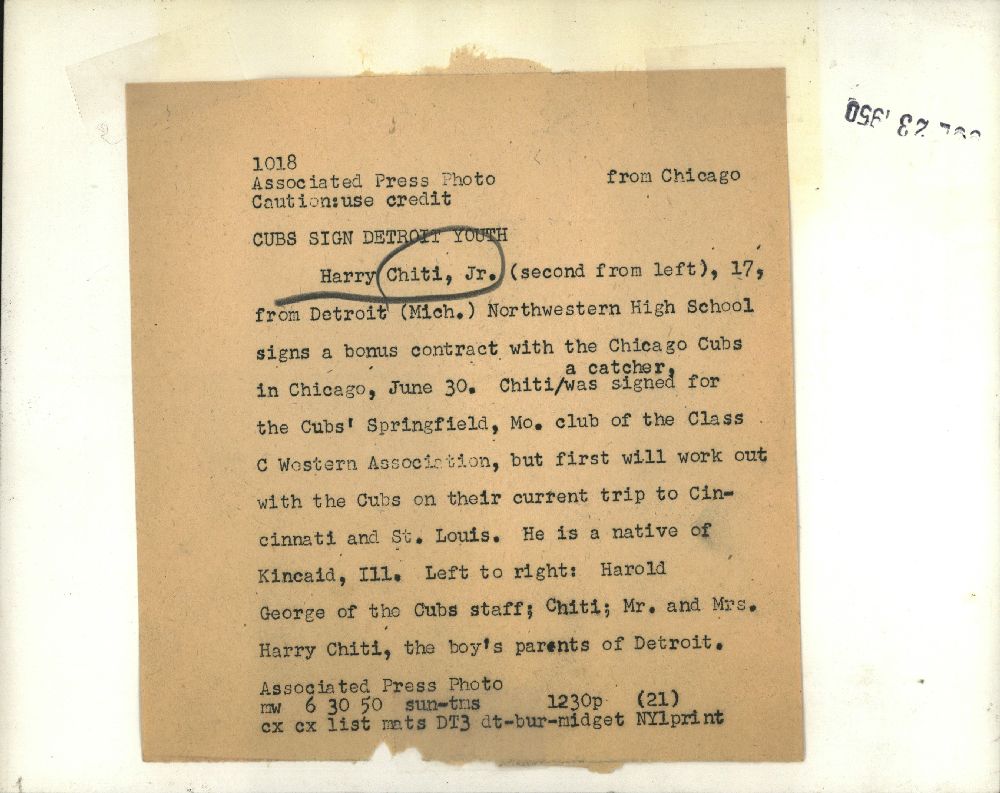 1018
Associated Press Photo from Chicago
Caution:use credit
CUBS SIGN DETROIT YOUTH
Harry Chiti, Jr. (second from left), 17,
from Detroit (Mich.) Northwestern High School
signs a bonus contract with the Chicago Cubs
a catcher,
in Chicago, June 30. Chiti/was signed for
the Cubs' Springfield, Mo. club of the Class
C Western Association, but first will work out
with the Cubs on their current trip to Cin-
cinnati and St. Louis. He is a native of
Kincaid, Ill. Left to right: Harold
George of the Cubs staff; Chiti; Mr. and Mrs.
Harry Chiti, the boy's parents of Detroit.
Associated Press Photo
mw 6 30 50 sun-tms 1230p (21)
cx cx list mats DT3 dt-bur-midget NY1print
23 1950